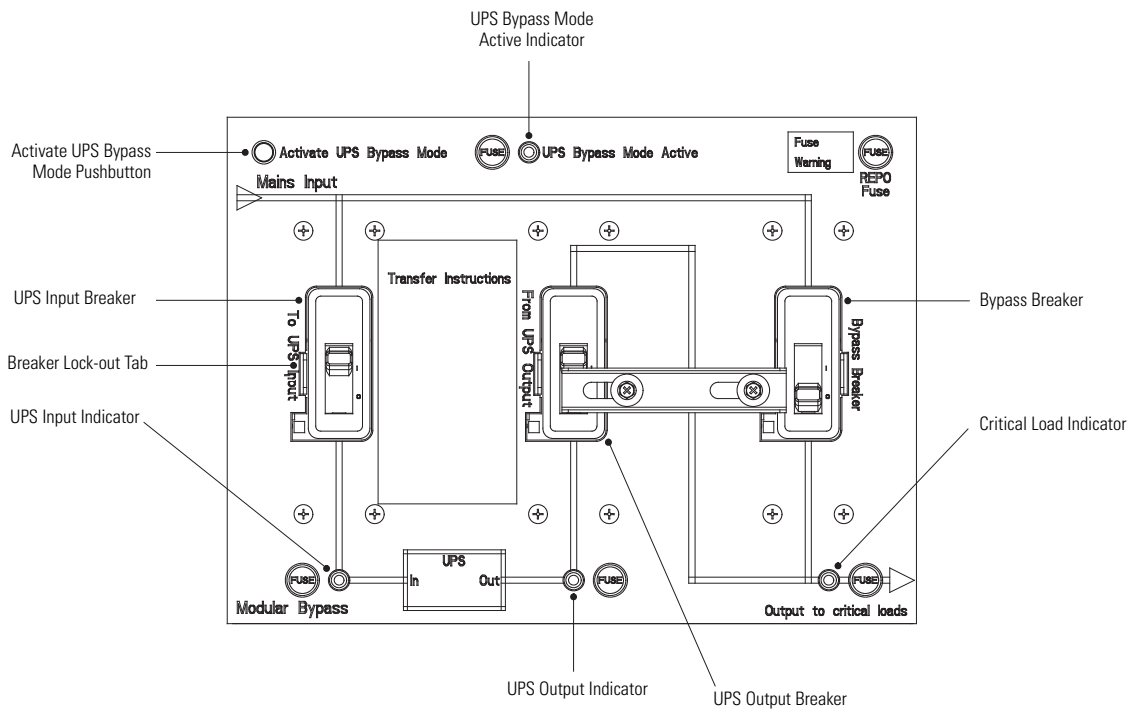 UPS Bypass Mode
Active Indicator
Activate UPS Bypass
Mode Pushbutton
Activate UPS Bypass Mode
FUSE
UPS Bypass Mode Active
Fuse
Warning
FUSE
REPO
Fuse
Mains Input
UPS Input Breaker
Breaker Lock-out Tab
UPS Input Indicator
To UPS Input
I
O
Transfer Instructions
From UPS Output
I
O
Bypass Breaker
I
O
Bypass Breaker
Critical Load Indicator
FUSE
UPS
In
Out
FUSE
FUSE
Modular Bypass
Output to critical loads
UPS Output Indicator
UPS Output Breaker